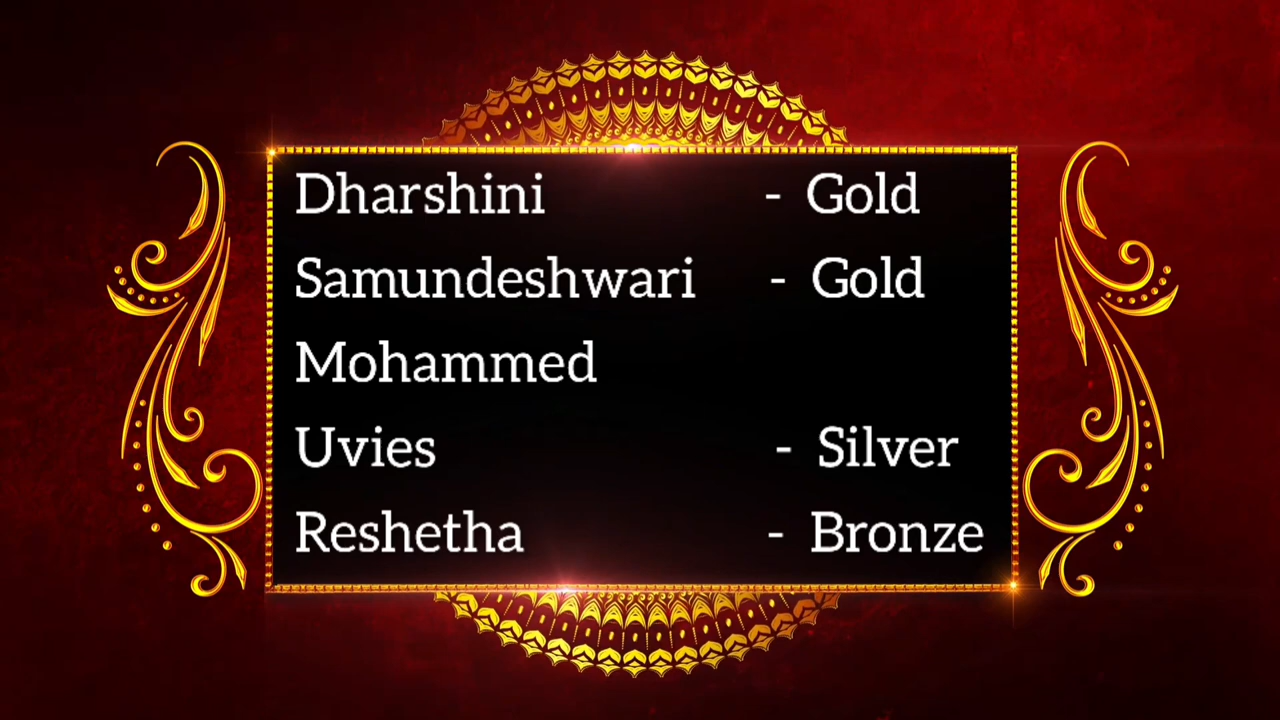 Dharshini - Gold
Samundeshwari - Gold
Mohammed
Uvies - Silver
Reshetha - Bronze